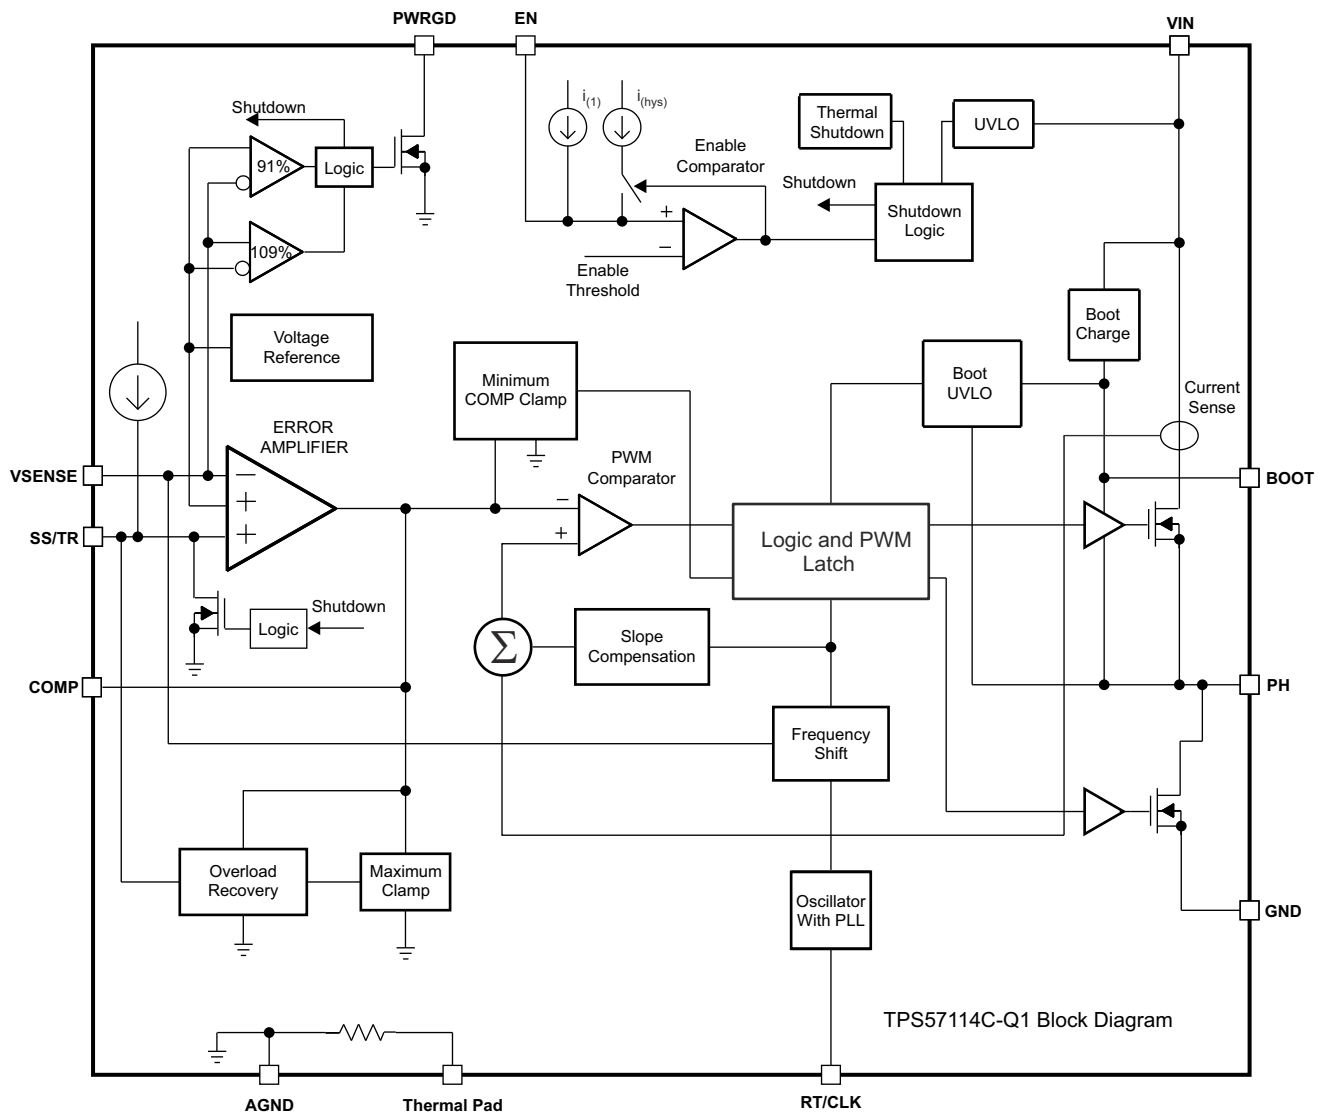 PWRGD
EN
VIN
i(1)
i(hys)
Shutdown
Thermal
Shutdown
UVLO
91%
Logic
Enable
Comparator
Shutdown
Shutdown
Logic
+
−
109%
Enable
Threshold
Voltage
Reference
Boot
Charge
Minimum
COMP Clamp
Boot
UVLO
Current
Sense
ERROR
AMPLIFIER
PWM
Comparator
VSENSE
−
+
+
BOOT
−
+
SS/TR
Logic and PWM
Latch
Shutdown
Logic
Σ
Slope
Compensation
COMP
PH
Frequency
Shift
Overload
Recovery
Maximum
Clamp
Oscillator
With PLL
GND
TPS57114C-Q1 Block Diagram
AGND
Thermal Pad
RT/CLK